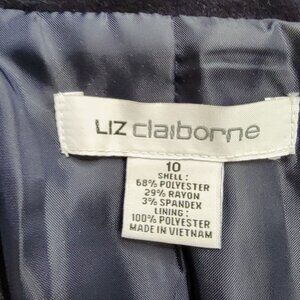 LIZ claiborne
10
SHELL:
68% POLYESTER
29% RAYON
3% SPANDEX
LINING:
100% POLYESTER
MADE IN VIETNAM